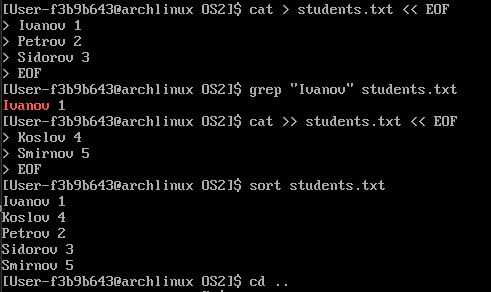 [User-f3b9b643@archlinux OS2]$ cat > students.txt << EOF
> Ivanov 1
> Petrov 2
> Sidorov 3
> EOF
[User-f3b9b643@archlinux OS2]$ grep "Ivanov" students.txt
Ivanov 1
[User-f3b9b643@archlinux OS2]$ cat >> students.txt << EOF
> Koslov 4
> Smirnov 5
> EOF
[User-f3b9b643@archlinux OS2]$ sort students.txt
Ivanov 1
Koslov 4
Petrov 2
Sidorov 3
Smirnov 5
[User-f3b9b643@archlinux OS2]$ cd ..